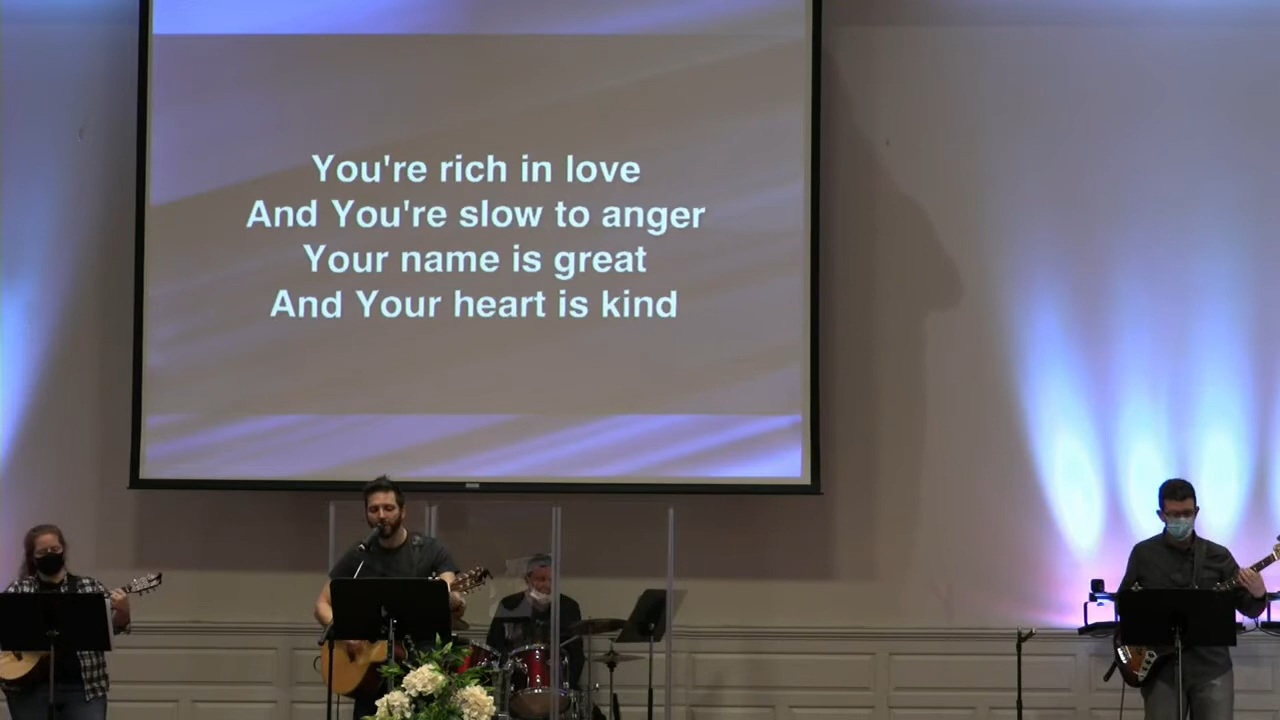 You're rich in love
And You're slow to anger
Your name is great
And Your heart is kind